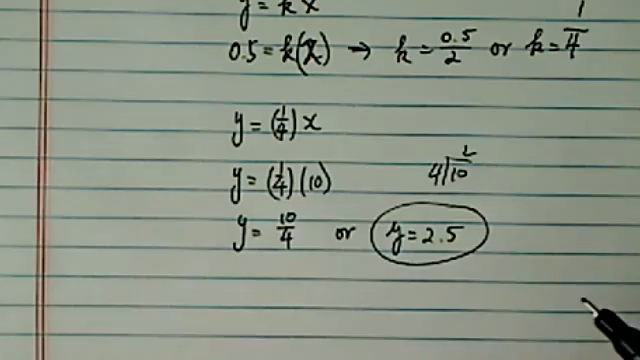 y = kx
0.5 = k(2) → k = 0.5/2 or k = 1/4
y = (1/4) x
y = (1/4)(10)
4)10 2
y = 10/4 or y = 2.5